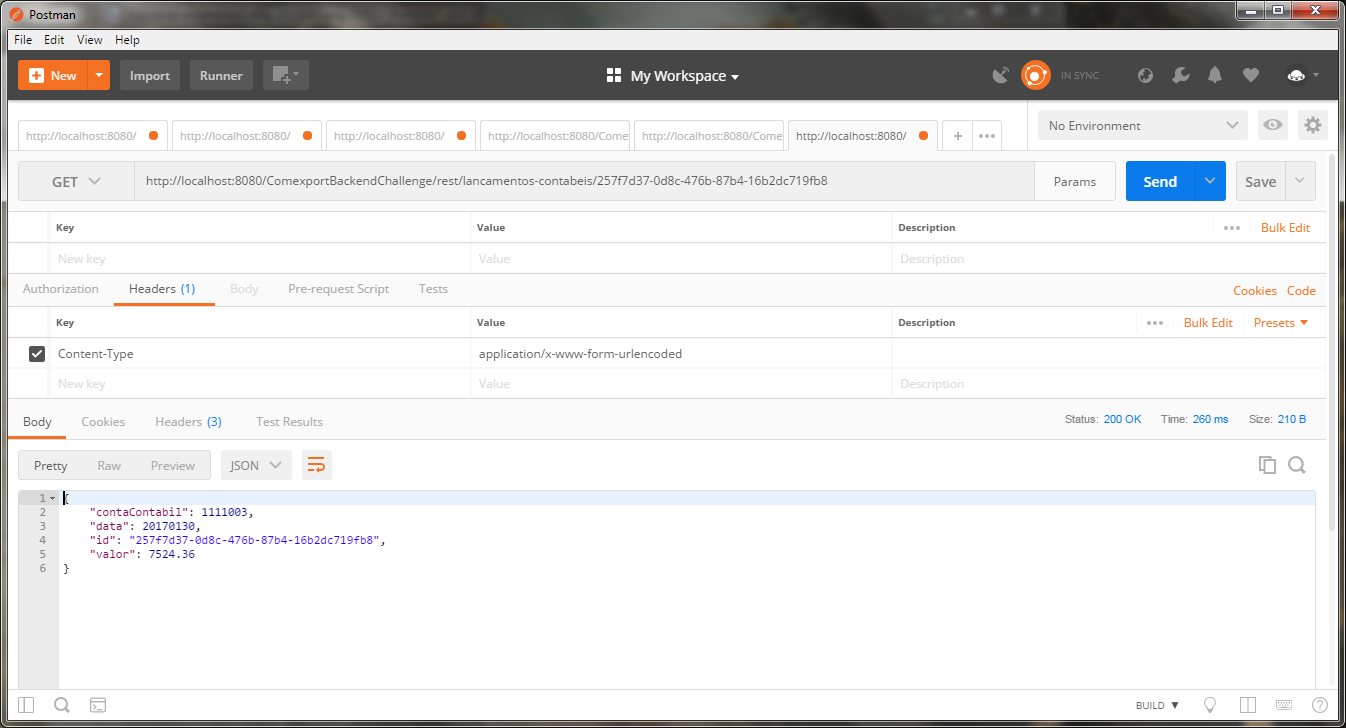 Postman
File Edit View Help
New Import Runner My Workspace IN SYNC
http://localhost:8080/ http://localhost:8080/ http://localhost:8080/ http://localhost:8080/Come http://localhost:8080/Come http://localhost:8080/ + No Environment
GET http://localhost:8080/ComexportBackendChallenge/rest/lancamentos-contabeis/257f7d37-0d8c-476b-87b4-16b2dc719fb8 Params Send Save
Key Value Description Bulk Edit
New key Value Description
Authorization Headers (1) Body Pre-request Script Tests Cookies Code
Key Value Description Bulk Edit Presets
Content-Type application/x-www-form-urlencoded
New key Value Description
Body Cookies Headers (3) Test Results Status: 200 OK Time: 260 ms Size: 210 B
Pretty Raw Preview JSON
1 {
2 "contaContabil": 1111003,
3 "data": 20170130,
4 "id": "257f7d37-0d8c-476b-87b4-16b2dc719fb8",
5 "valor": 7524.36
6 }
BUILD